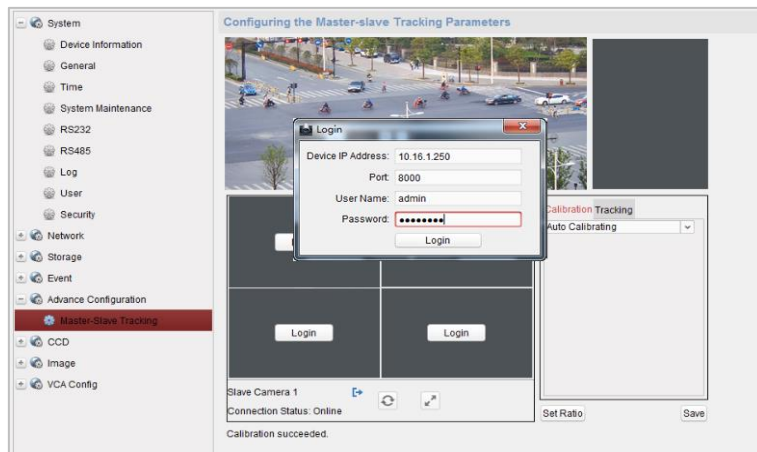 System
Device Information
General
Time
System Maintenance
RS232
RS485
Log
User
Security
Network
Storage
Event
Advance Configuration
Master-Slave Tracking
CCD
Image
VCA Config
Configuring the Master-slave Tracking Parameters
Login
Device IP Address: 10.16.1.250
Port: 8000
User Name: admin
Password: ••••••••
Login
Calibration Tracking
Auto Calibrating
Login
Login
Slave Camera 1
Connection Status: Online
Set Ratio
Save
Calibration succeeded.